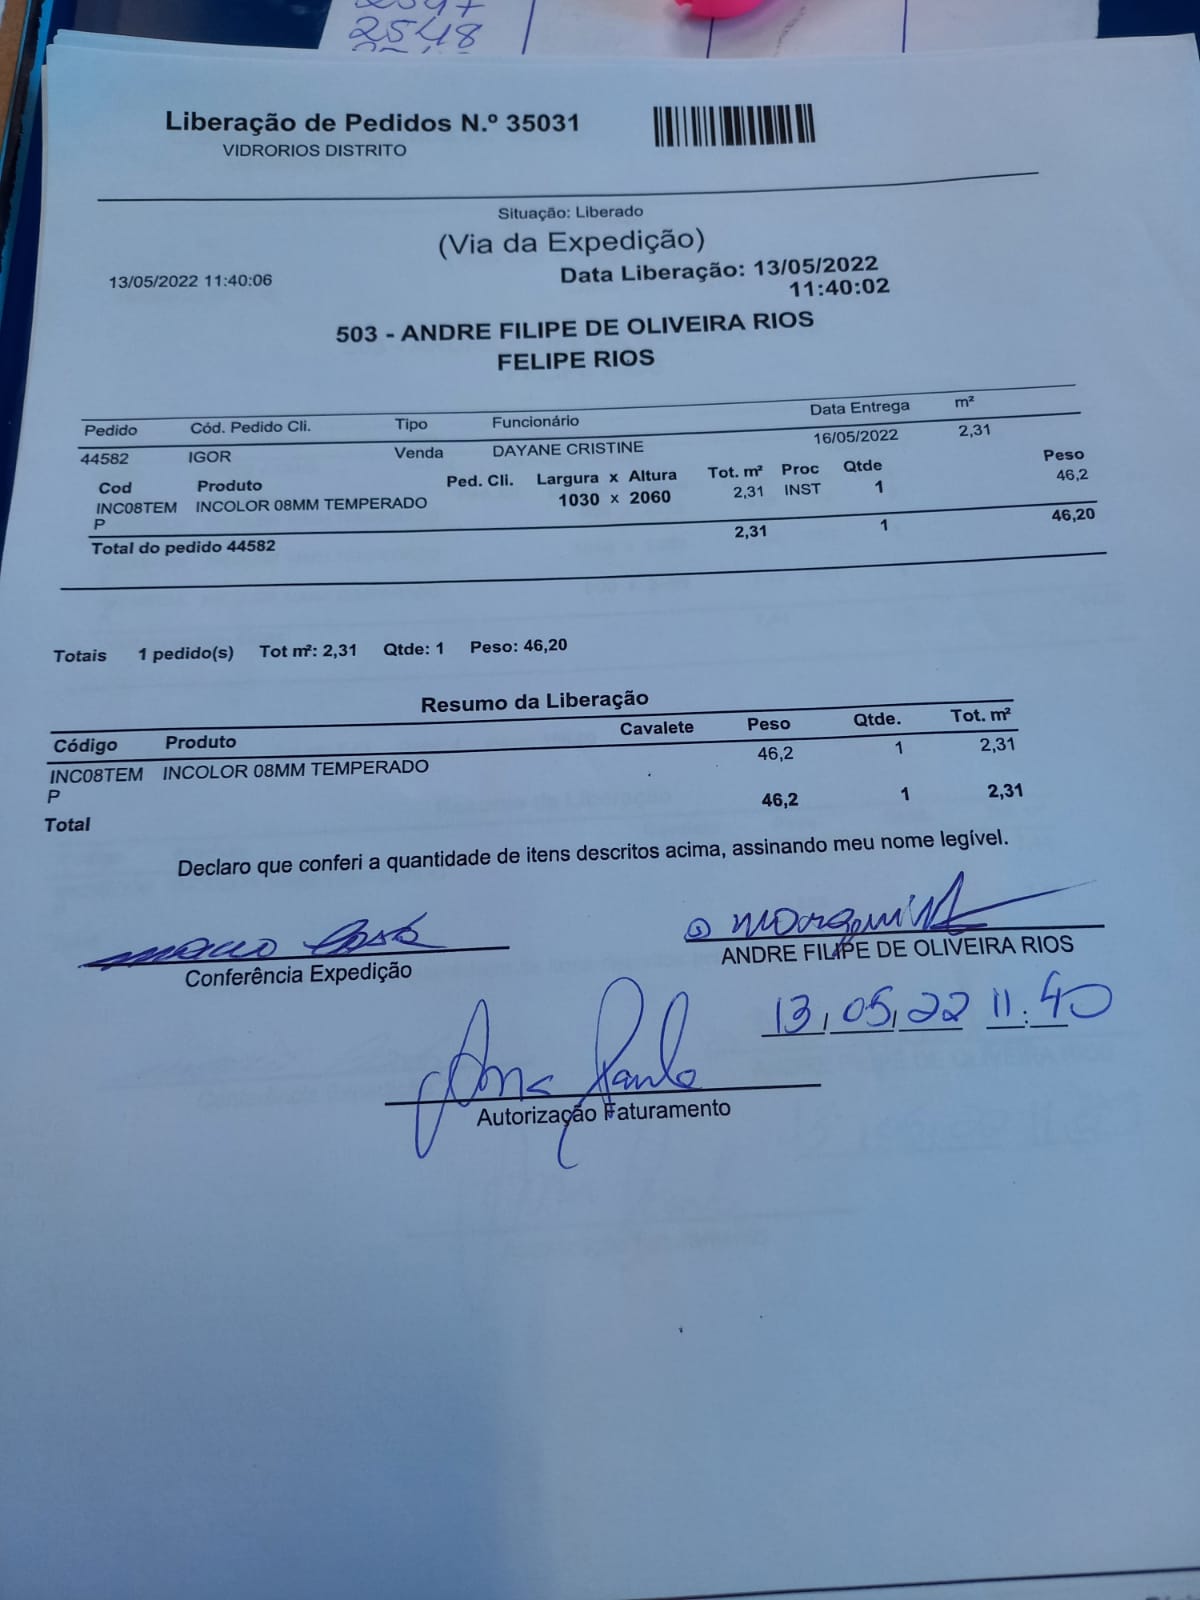 2548
Liberação de Pedidos N.º 35031
VIDRORIOS DISTRITO
Situação: Liberado
(Via da Expedição)
13/05/2022 11:40:06
Data Liberação: 13/05/2022
11:40:02
503 - ANDRE FILIPE DE OLIVEIRA RIOS
FELIPE RIOS
Pedido Cód. Pedido Cli. Tipo Funcionário Data Entrega m²
44582 IGOR Venda DAYANE CRISTINE 16/05/2022 2,31
Cod Produto Ped. Cli. Largura x Altura Tot. m² Proc Qtde Peso
INC08TEM INCOLOR 08MM TEMPERADO 1030 x 2060 2,31 INST 1 46,2
P
Total do pedido 44582 2,31 1 46,20
Totais 1 pedido(s) Tot m²: 2,31 Qtde: 1 Peso: 46,20
Resumo da Liberação
Código Produto Cavalete Peso Qtde. Tot. m²
INC08TEM INCOLOR 08MM TEMPERADO 46,2 1 2,31
P
Total 46,2 1 2,31
Declaro que conferi a quantidade de itens descritos acima, assinando meu nome legível.
Conferência Expedição
ANDRE FILIPE DE OLIVEIRA RIOS
13, 05, 22 11:40
Ana Paula
Autorização Faturamento